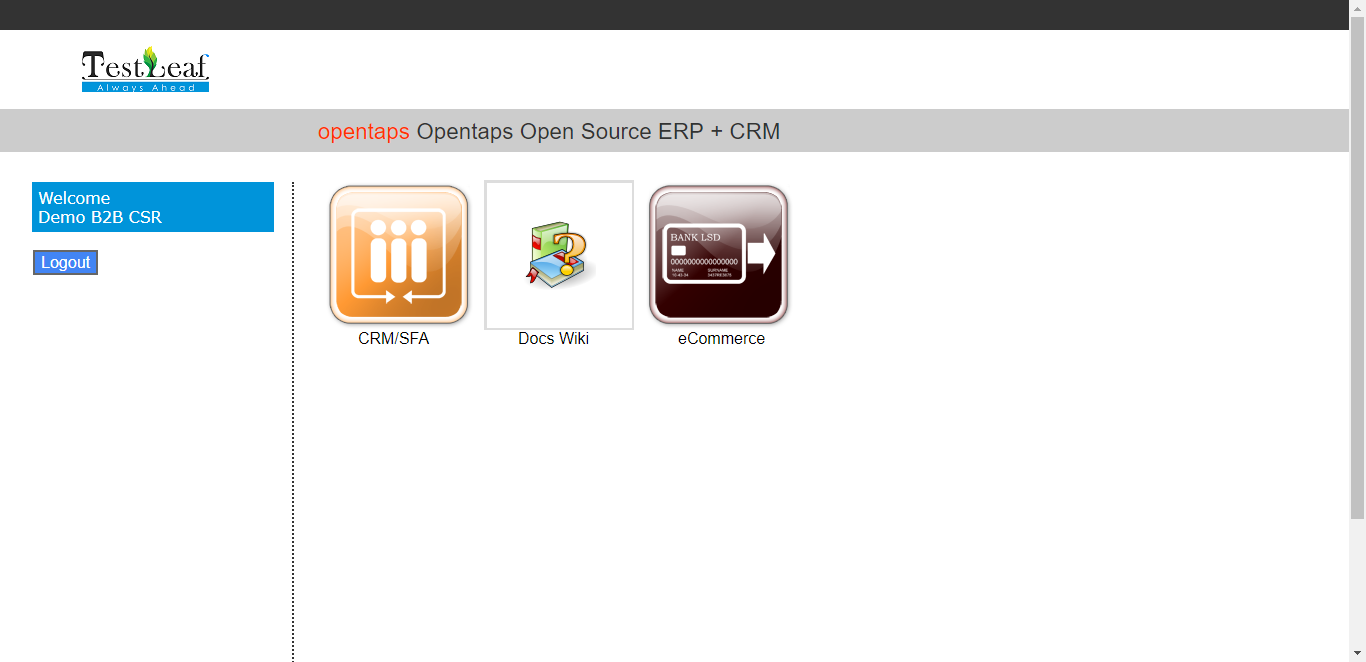 TestLeaf
Always Ahead
opentaps Opentaps Open Source ERP + CRM
Welcome
Demo B2B CSR
Logout
BANK LSD
0000000000000000
NAME SURNAME
CRM/SFA
Docs Wiki
eCommerce